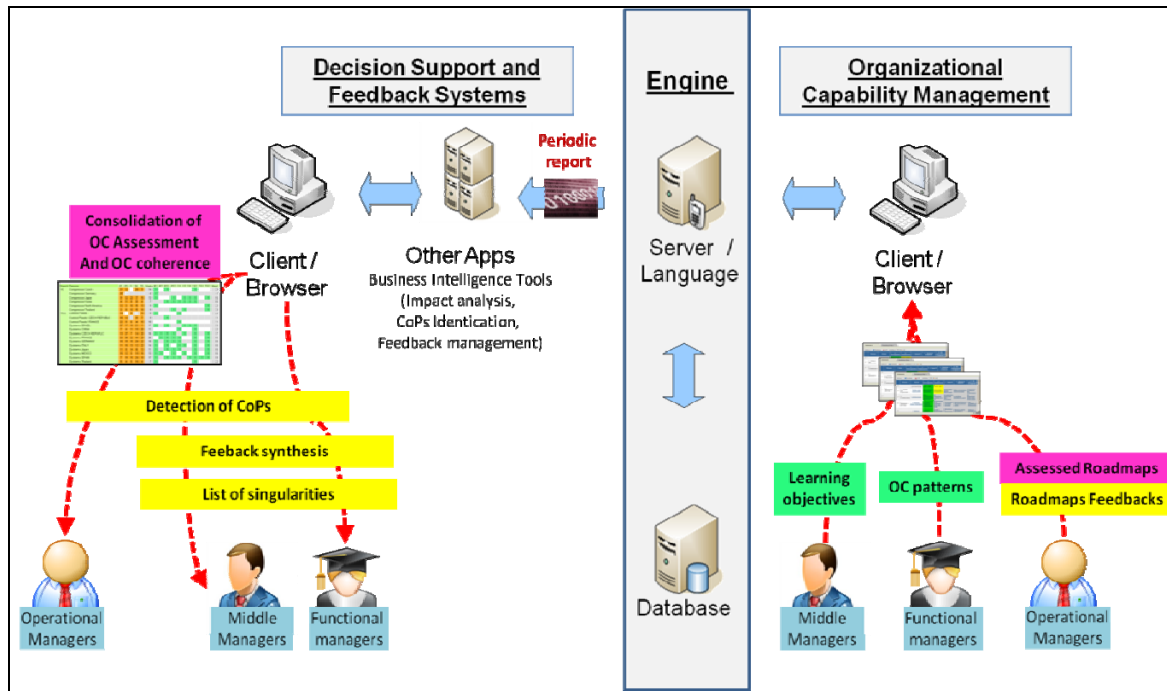 Decision Support and
Feedback Systems
Engine
Organizational
Capability Management
Periodic
report
Consolidation of
OC Assessment
And OC coherence
Client /
Browser
Other Apps
Business Intelligence Tools
(Impact analysis,
CoPs Identication,
Feedback management)
Server /
Language
Client /
Browser
Detection of CoPs
Feeback synthesis
List of singularities
Learning
objectives
OC patterns
Assessed Roadmaps
Roadmaps Feedbacks
Operational
Managers
Middle
Managers
Functional
managers
Database
Middle
Managers
Functional
managers
Operational
Managers